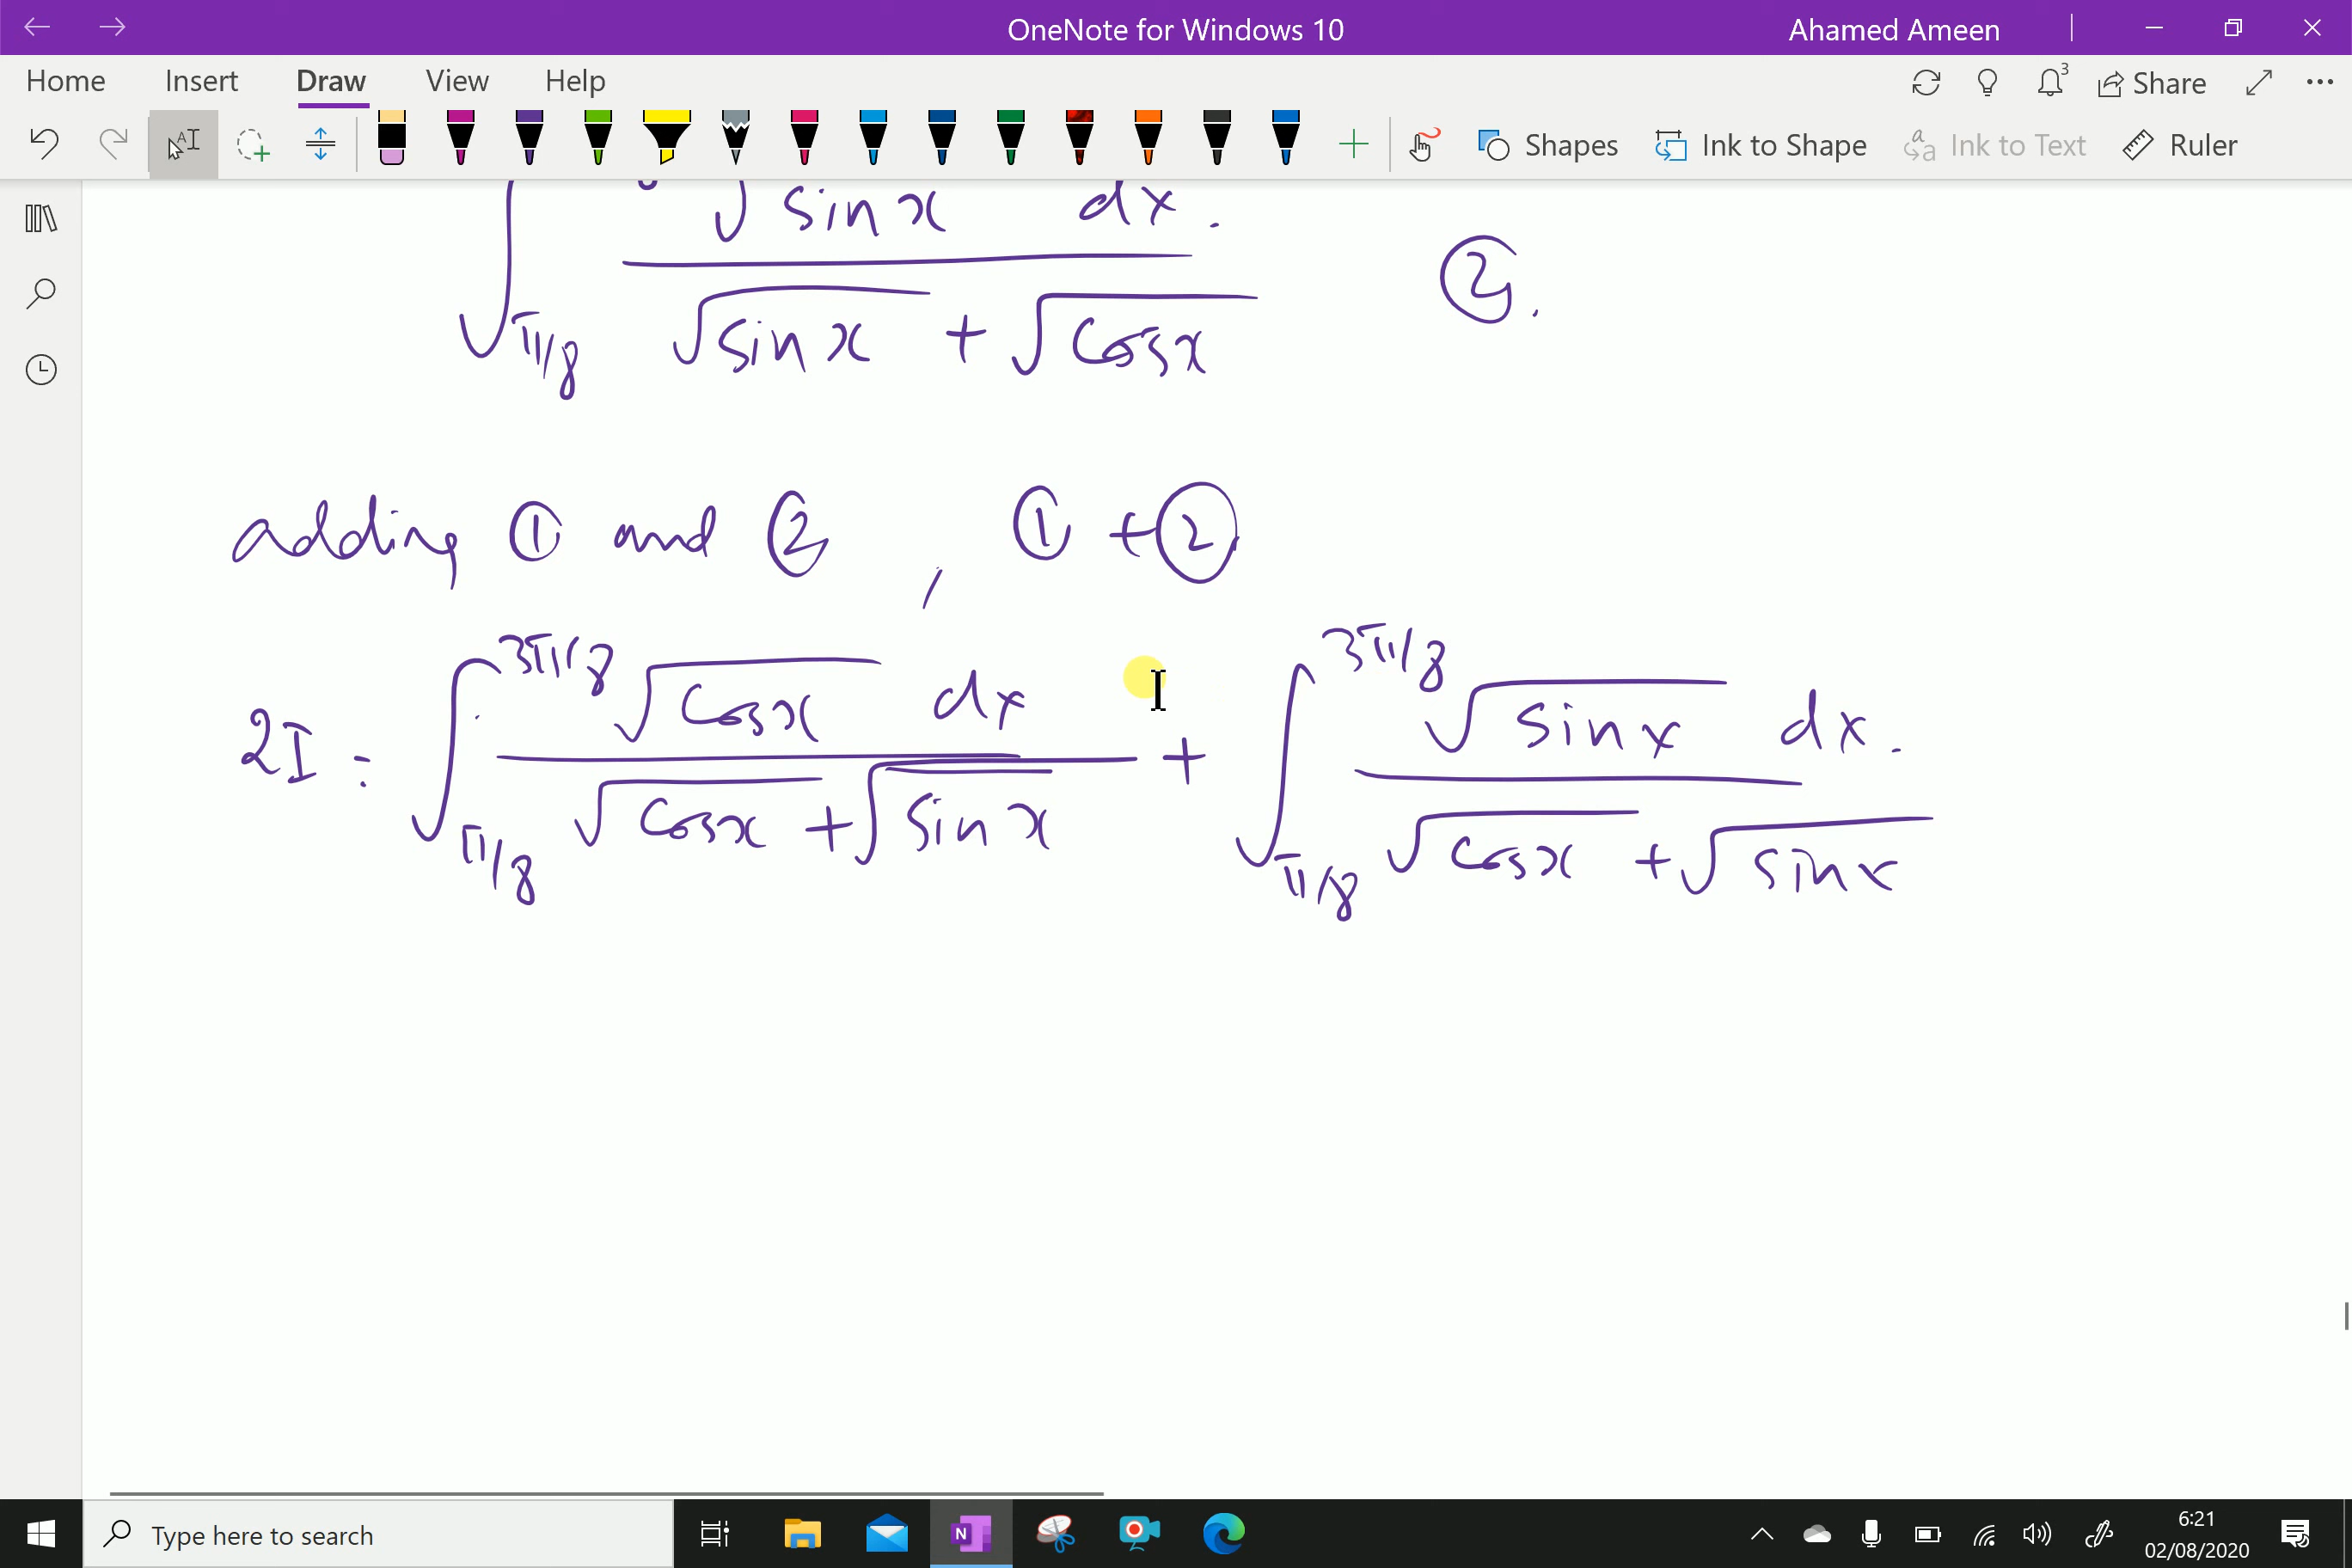 OneNote for Windows 10 Ahamed Ameen
Home Insert Draw View Help 3 Share
Shapes Ink to Shape Ink to Text Ruler
√sin x dx.
∫π/8 √sin x + √cos x ②.
adding ① and ② , ① + ②
2I = ∫π/8 3π/8 √cos x dx / √cos x + √sin x + ∫π/8 3π/8 √sin x dx. / √cos x + √sin x
Type here to search
6:21
02/08/2020